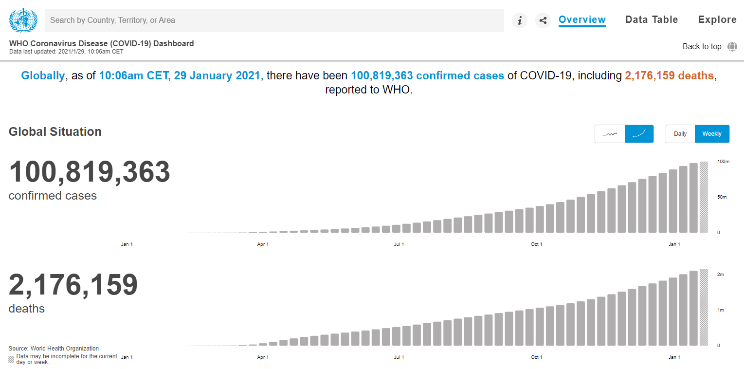 Search by Country, Territory, or Area
i
Overview
Data Table
Explore
WHO Coronavirus Disease (COVID-19) Dashboard
Data last updated: 2021/1/29, 10:06am CET
Back to top
Globally, as of 10:06am CET, 29 January 2021, there have been 100,819,363 confirmed cases of COVID-19, including 2,176,159 deaths,
reported to WHO.
Global Situation
Daily
Weekly
100,819,363
confirmed cases
100m
50m
0
Jan 1
Apr 1
Jul 1
Oct 1
Jan 1
2,176,159
deaths
2m
1m
0
Source: World Health Organization
Data may be incomplete for the current
day or week
Jan 1
Apr 1
Jul 1
Oct 1
Jan 1